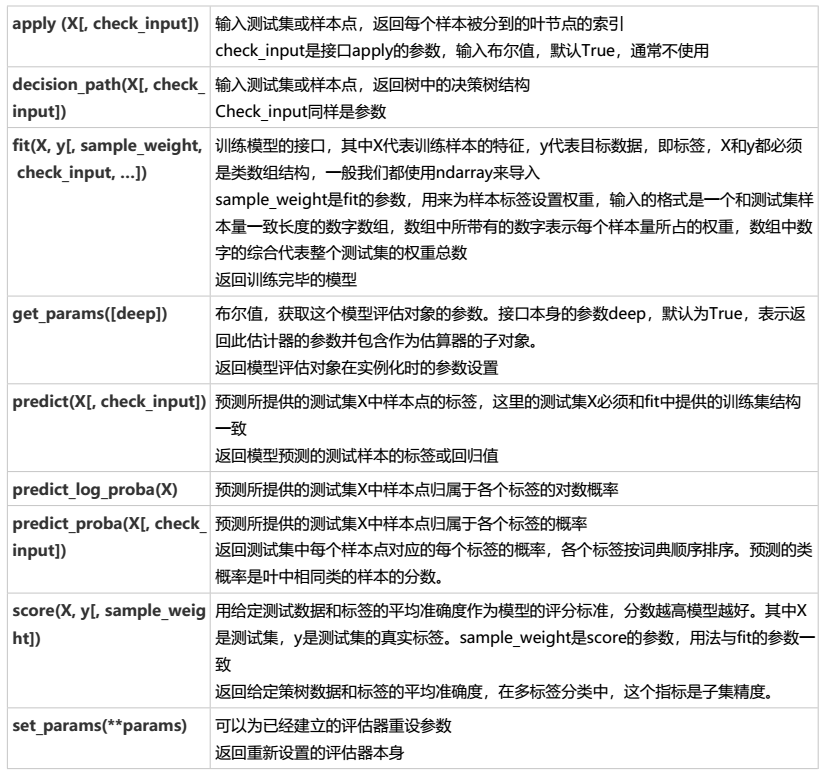 apply (X[, check_input])
输入测试集或样本点，返回每个样本被分到的叶节点的索引
check_input是接口apply的参数，输入布尔值，默认True，通常不使用
decision_path(X[, check_
input])
输入测试集或样本点，返回树中的决策树结构
Check_input同样是参数
fit(X, y[, sample_weight,
check_input, ...])
训练模型的接口，其中X代表训练样本的特征，y代表目标数据，即标签，X和y都必须
是类数组结构，一般我们都使用ndarray来导入
sample_weight是fit的参数，用来为样本标签设置权重，输入的格式是一个和测试集样
本量一致长度的数字数组，数组中所带有的数字表示每个样本量所占的权重，数组中数
字的综合代表整个测试集的权重总数
返回训练完毕的模型
get_params([deep])
布尔值，获取这个模型评估对象的参数。接口本身的参数deep，默认为True，表示返
回此估计器的参数并包含作为估算器的子对象。
返回模型评估对象在实例化时的参数设置
predict(X[, check_input])
预测所提供的测试集X中样本点的标签，这里的测试集X必须和fit中提供的训练集结构
一致
返回模型预测的测试样本的标签或回归值
predict_log_proba(X)
预测所提供的测试集X中样本点归属于各个标签的对数概率
predict_proba(X[, check_
input])
预测所提供的测试集X中样本点归属于各个标签的概率
返回测试集中每个样本点对应的每个标签的概率，各个标签按词典顺序排序。预测的类
概率是叶中相同类的样本的分数。
score(X, y[, sample_weig
ht])
用给定测试数据和标签的平均准确度作为模型的评分标准，分数越高模型越好。其中X
是测试集，y是测试集的真实标签。sample_weight是score的参数，用法与fit的参数一
致
返回给定策树数据和标签的平均准确度，在多标签分类中，这个指标是子集精度。
set_params(**params)
可以为已经建立的评估器重设参数
返回重新设置的评估器本身